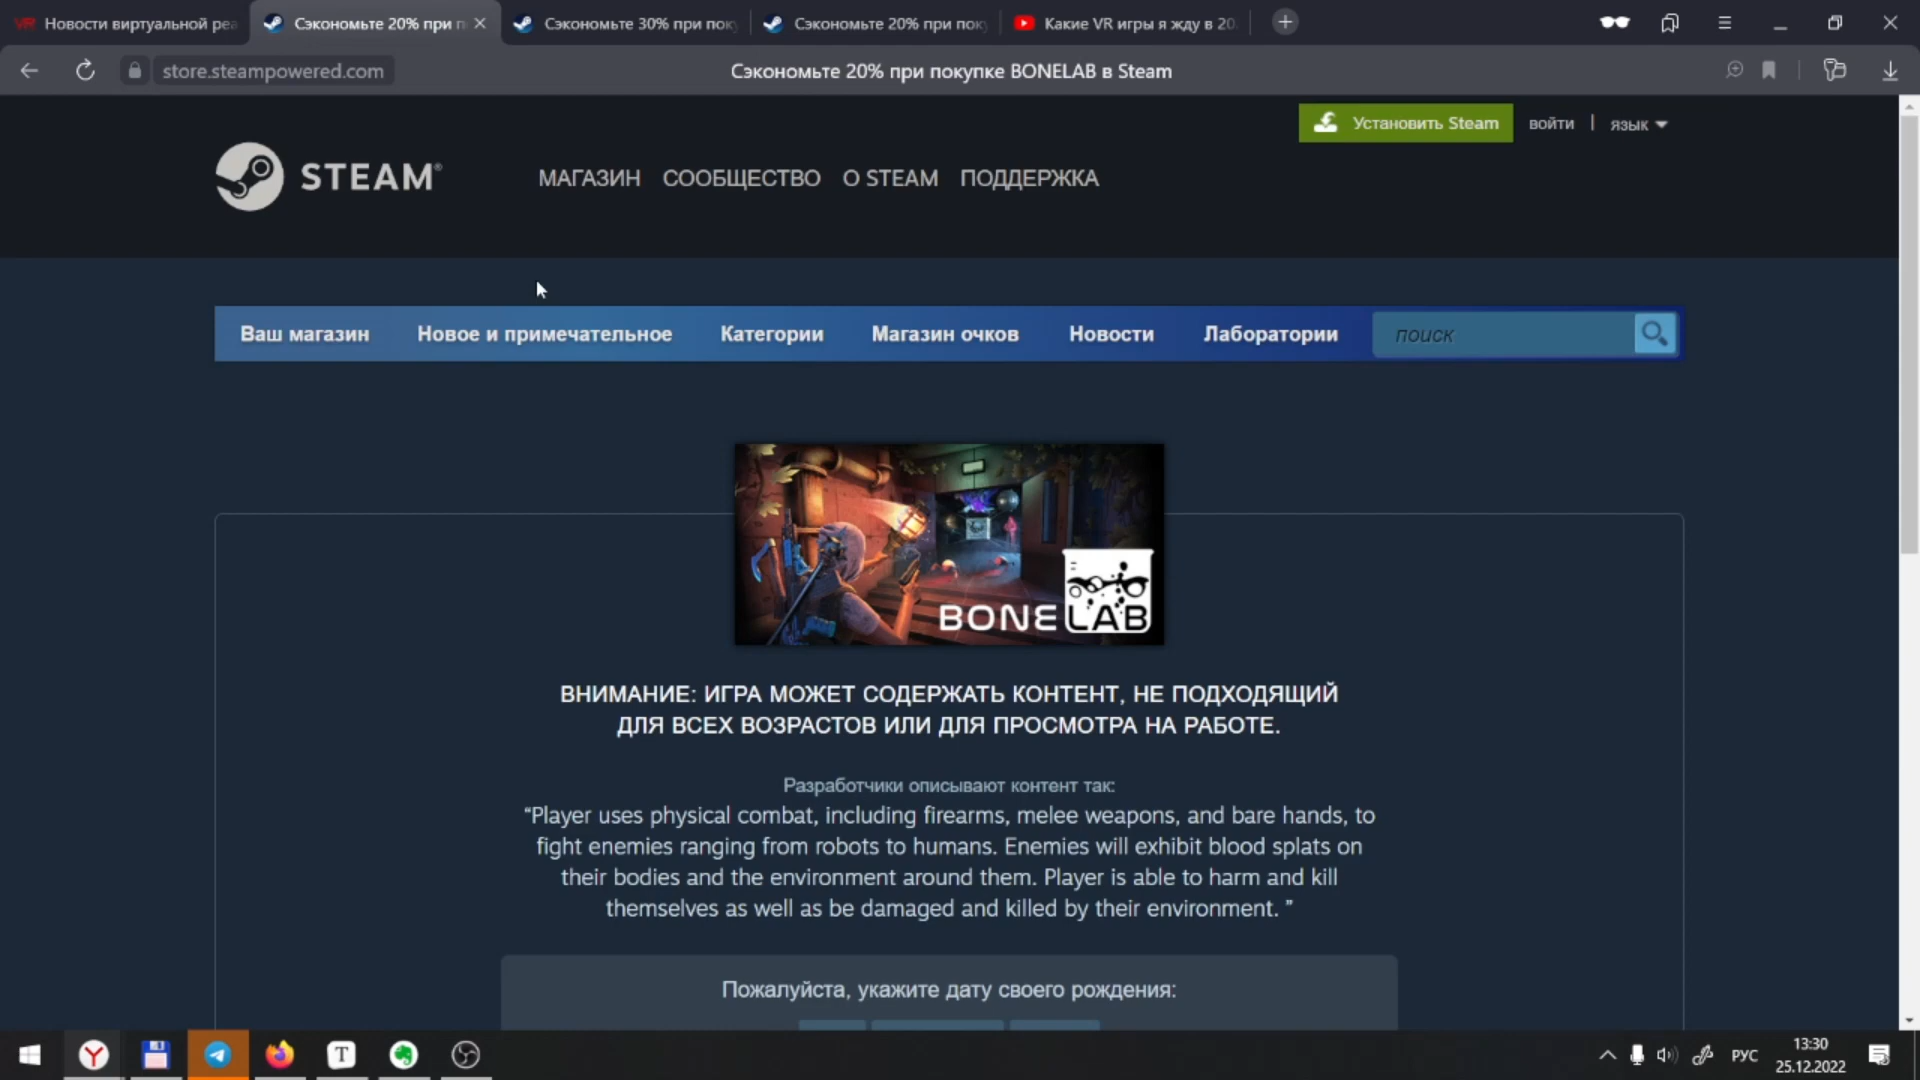 Новости виртуальной реа
Сэкономьте 20% при п
Сэкономьте 30% при пок
Сэкономьте 20% при пок
Какие VR игры я жду в 20
store.steampowered.com
Сэкономьте 20% при покупке BONELAB в Steam
Установить Steam
войти
|
язык
STEAM®
МАГАЗИН
СООБЩЕСТВО
О STEAM
ПОДДЕРЖКА
Ваш магазин
Новое и примечательное
Категории
Магазин очков
Новости
Лаборатории
поиск
BONELAB
ВНИМАНИЕ: ИГРА МОЖЕТ СОДЕРЖАТЬ КОНТЕНТ, НЕ ПОДХОДЯЩИЙ
ДЛЯ ВСЕХ ВОЗРАСТОВ ИЛИ ДЛЯ ПРОСМОТРА НА РАБОТЕ.
Разработчики описывают контент так:
“Player uses physical combat, including firearms, melee weapons, and bare hands, to
fight enemies ranging from robots to humans. Enemies will exhibit blood splats on
their bodies and the environment around them. Player is able to harm and kill
themselves as well as be damaged and killed by their environment. ”
Пожалуйста, укажите дату своего рождения:
РУС
13:30
25.12.2022